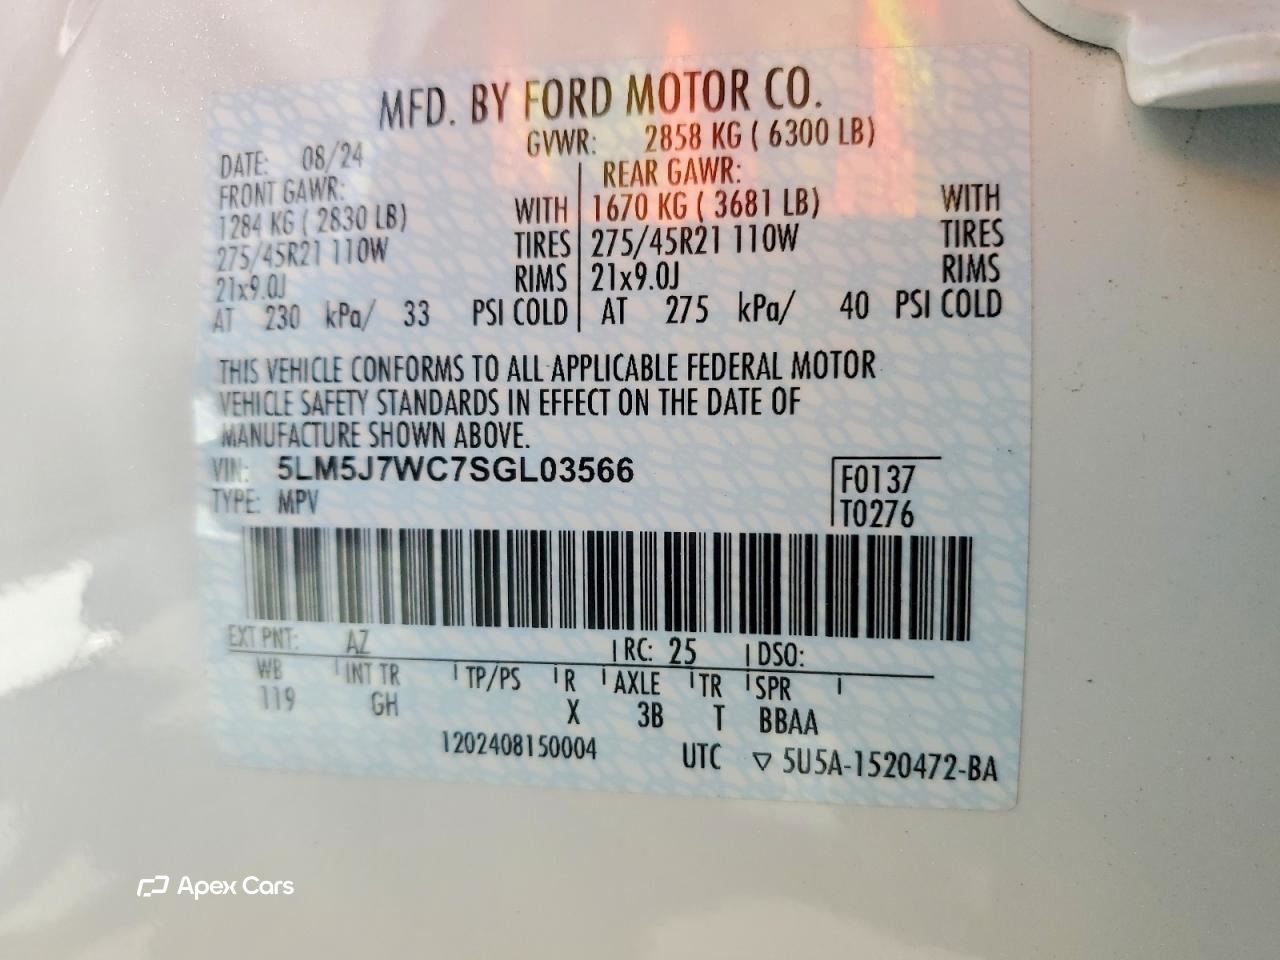 MFD. BY FORD MOTOR CO.
DATE: 08/24 GVWR: 2858 KG ( 6300 LB)
FRONT GAWR: REAR GAWR:
1284 KG ( 2830 LB) WITH 1670 KG ( 3681 LB) WITH
275/45R21 110W TIRES 275/45R21 110W TIRES
21x9.0J RIMS 21x9.0J RIMS
AT 230 kPa/ 33 PSI COLD AT 275 kPa/ 40 PSI COLD
THIS VEHICLE CONFORMS TO ALL APPLICABLE FEDERAL MOTOR
VEHICLE SAFETY STANDARDS IN EFFECT ON THE DATE OF
MANUFACTURE SHOWN ABOVE.
VIN: 5LM5J7WC7SGL03566 F0137
TYPE: MPV T0276
EXT PNT: AZ RC: 25 DSO:
WB INT TR TP/PS R AXLE TR SPR
119 GH X 3B T BBAA
1202408150004 UTC ▽ 5U5A-1520472-BA
Apex Cars